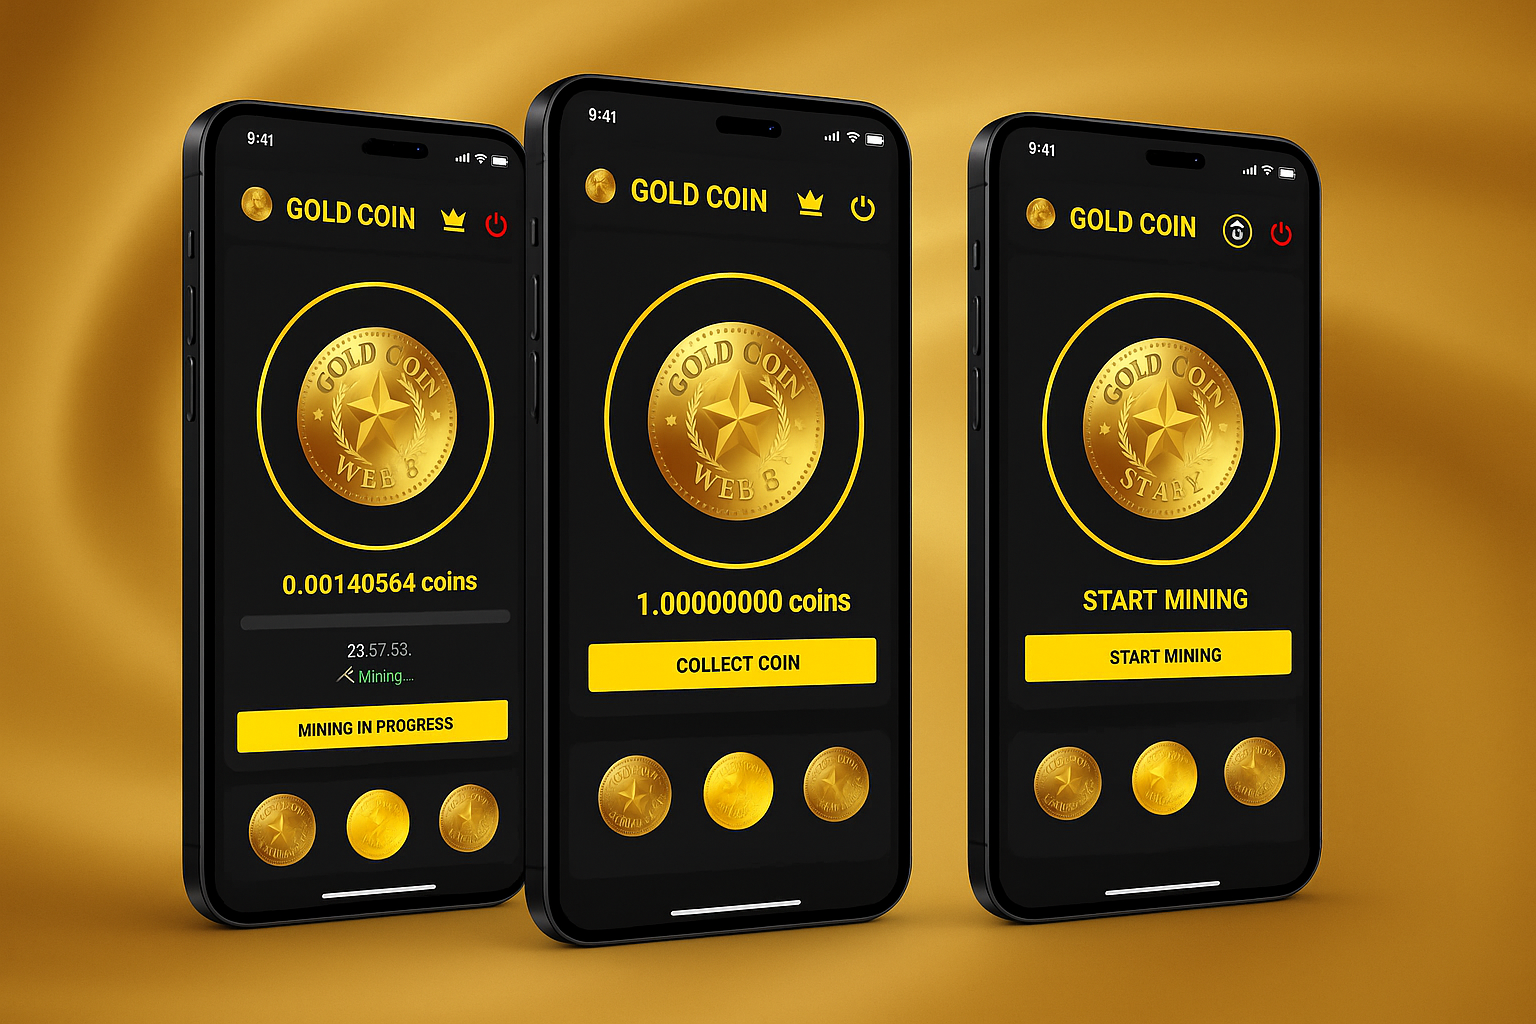 9:41
GOLD COIN
GOLD COIN
WEB 8
0.00140564 coins
23.57.53.
Mining....
MINING IN PROGRESS
9:41
GOLD COIN
GOLD COIN
WEB 8
1.00000000 coins
COLLECT COIN
9:41
GOLD COIN
GOLD COIN
STARY
START MINING
START MINING